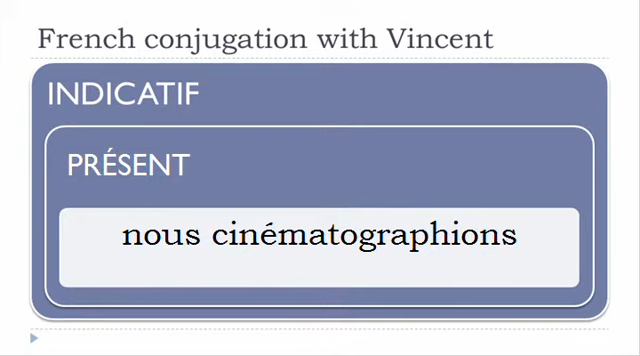 French conjugation with Vincent
INDICATIF
PRÉSENT
nous cinématographions